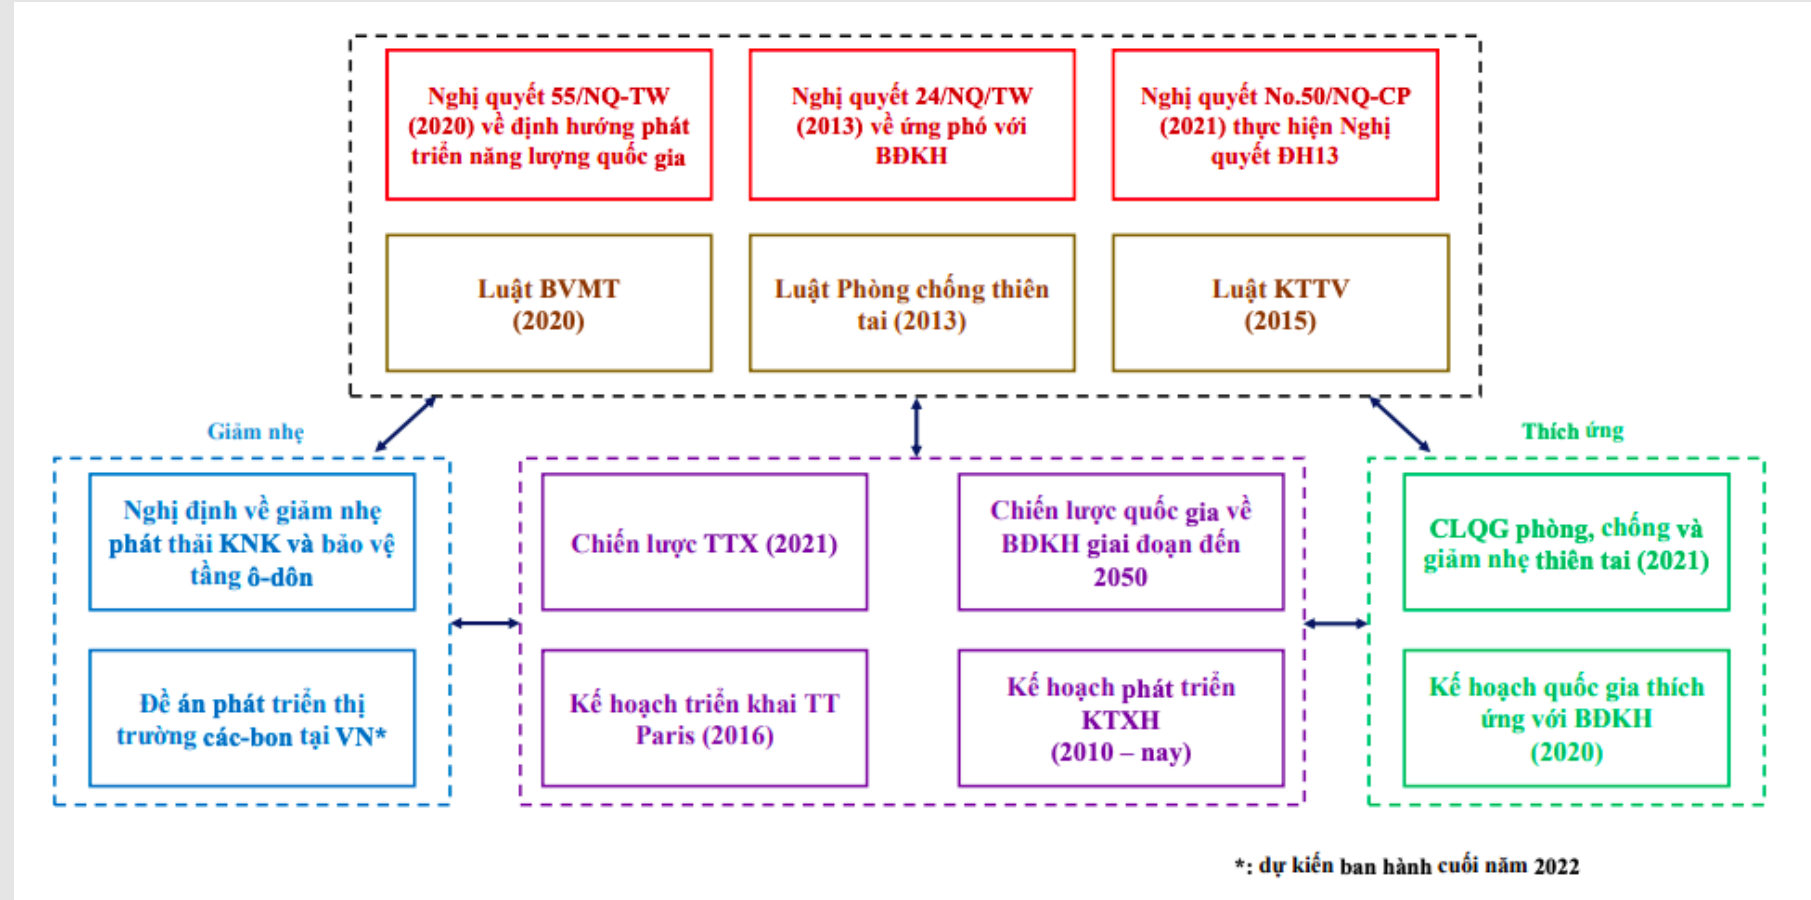 Nghị quyết 55/NQ-TW
(2020) về định hướng phát
triển năng lượng quốc gia
Nghị quyết 24/NQ/TW
(2013) về ứng phó với
BĐKH
Nghị quyết No.50/NQ-CP
(2021) thực hiện Nghị
quyết ĐH13
Luật BVMT
(2020)
Luật Phòng chống thiên
tai (2013)
Luật KTTV
(2015)
Giảm nhẹ
Nghị định về giảm nhẹ
phát thải KNK và bảo vệ
tầng ô-dôn
Đề án phát triển thị
trường các-bon tại VN*
Chiến lược TTX (2021)
Chiến lược quốc gia về
BĐKH giai đoạn đến
2050
Kế hoạch triển khai TT
Paris (2016)
Kế hoạch phát triển
KTXH
(2010 – nay)
Thích ứng
CLQG phòng, chống và
giảm nhẹ thiên tai (2021)
Kế hoạch quốc gia thích
ứng với BĐKH
(2020)
*: dự kiến ban hành cuối năm 2022